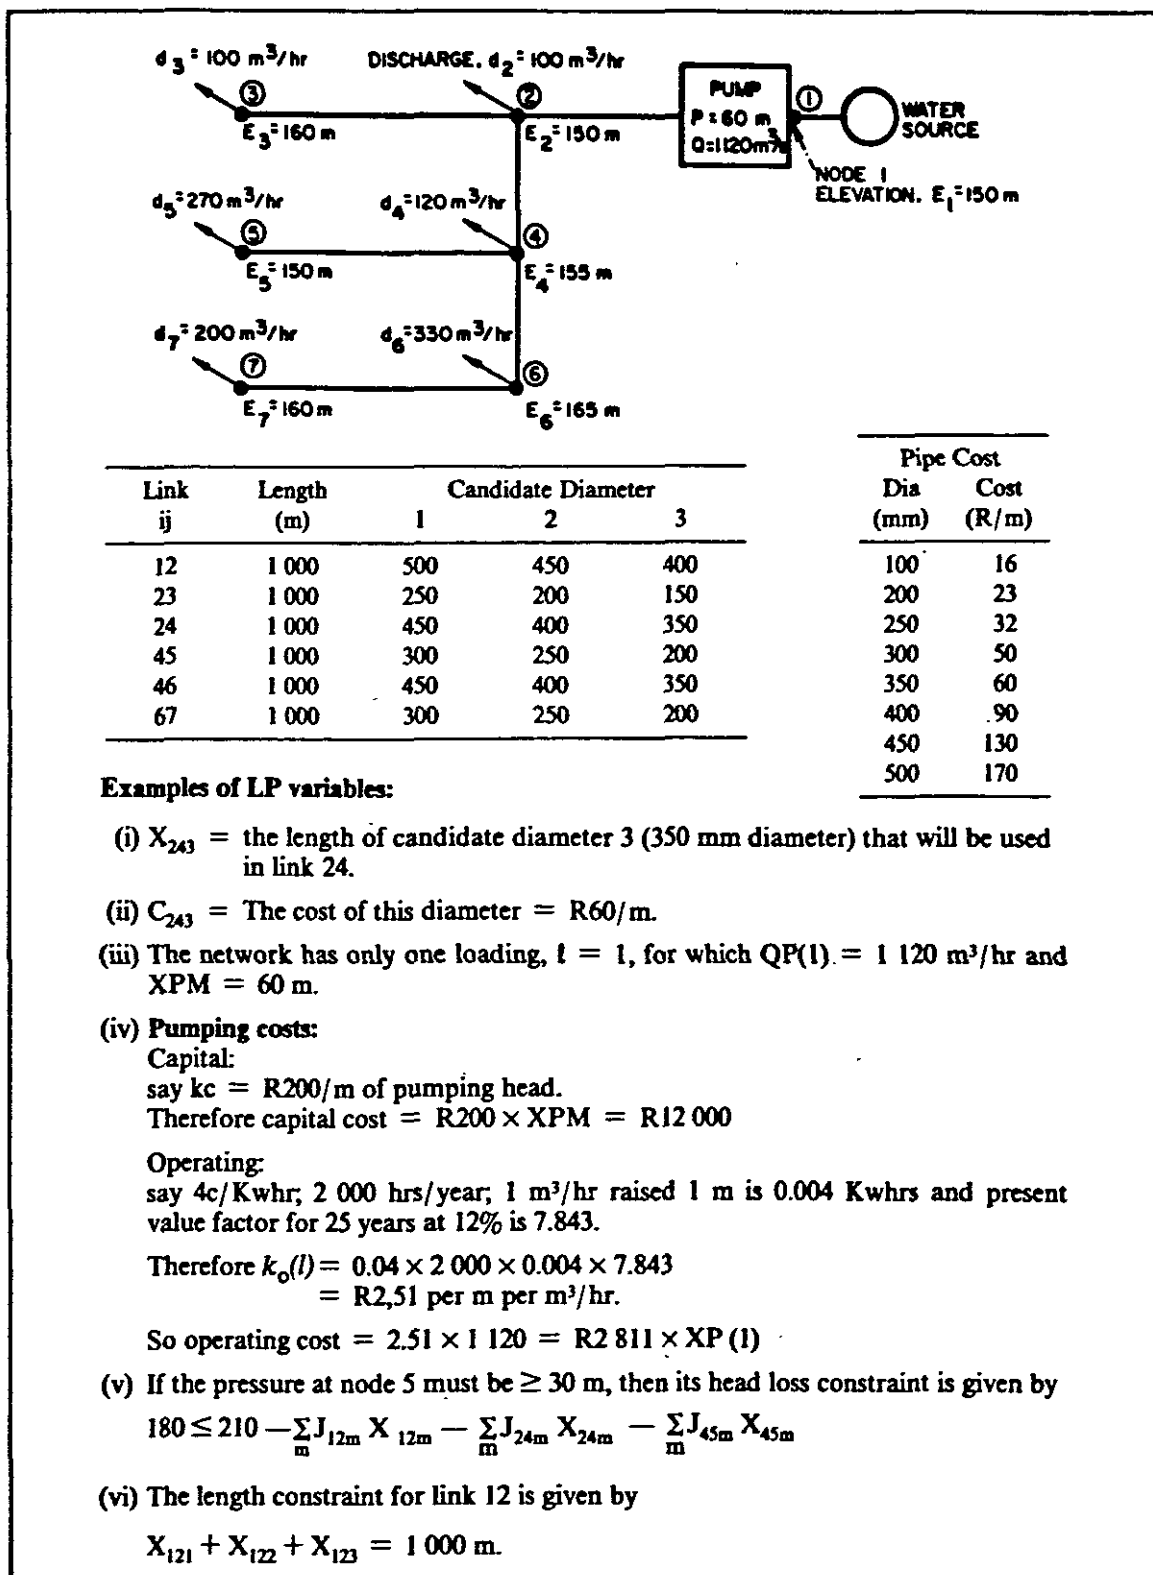 d3 = 100 m³/hr DISCHARGE. d2 = 100 m³/hr
③ ② PUMP ① WATER SOURCE
P = 60 m
Q = 1120 m³
E3 = 160 m E2 = 150 m
NODE 1
ELEVATION. E1 = 150 m
d5 = 270 m³/hr d4 = 120 m³/hr
⑤ ④
E5 = 150 m E4 = 155 m
d7 = 200 m³/hr d6 = 330 m³/hr
⑦ ⑥
E7 = 160 m E6 = 165 m
Link Length Candidate Diameter
ij (m) 1 2 3
12 1 000 500 450 400
23 1 000 250 200 150
24 1 000 450 400 350
45 1 000 300 250 200
46 1 000 450 400 350
67 1 000 300 250 200
Pipe Cost
Dia Cost
(mm) (R/m)
100 16
200 23
250 32
300 50
350 60
400 .90
450 130
500 170
Examples of LP variables:
(i) X₂₄₃ = the length of candidate diameter 3 (350 mm diameter) that will be used
in link 24.
(ii) C₂₄₃ = The cost of this diameter = R60/m.
(iii) The network has only one loading, l = 1, for which QP(1) = 1 120 m³/hr and
XPM = 60 m.
(iv) Pumping costs:
Capital:
say kc = R200/m of pumping head.
Therefore capital cost = R200 × XPM = R12 000
Operating:
say 4c/Kwhr; 2 000 hrs/year; 1 m³/hr raised 1 m is 0.004 Kwhrs and present
value factor for 25 years at 12% is 7.843.
Therefore kₒ(l) = 0.04 × 2 000 × 0.004 × 7.843
= R2,51 per m per m³/hr.
So operating cost = 2.51 × 1 120 = R2 811 × XP (l)
(v) If the pressure at node 5 must be ≥ 30 m, then its head loss constraint is given by
180 ≤ 210 — Σₘ J₁₂ₘ X ₁₂ₘ — Σₘ J₂₄ₘ X₂₄ₘ — Σₘ J₄₅ₘ X₄₅ₘ
(vi) The length constraint for link 12 is given by
X₁₂₁ + X₁₂₂ + X₁₂₃ = 1 000 m.